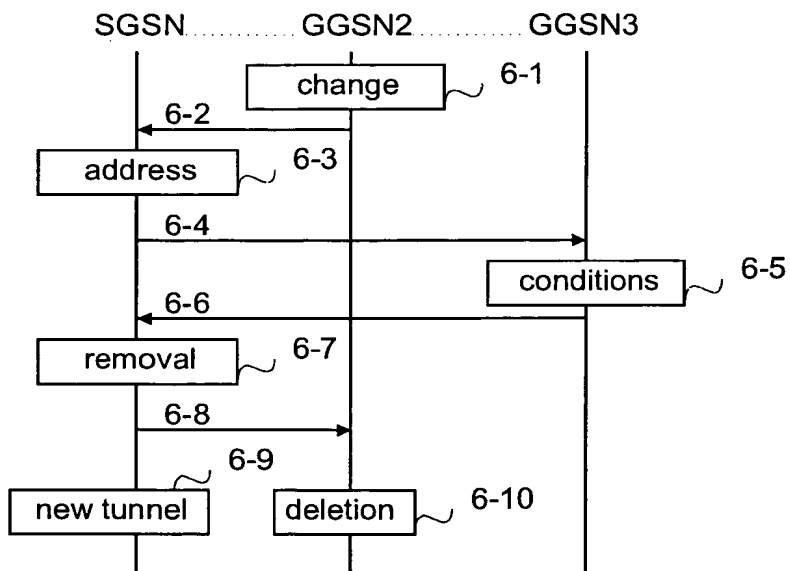 SGSN GGSN2 GGSN3
change 6-1
6-2
address 6-3
6-4
conditions 6-5
6-6
removal 6-7
6-8
6-9
new tunnel deletion 6-10